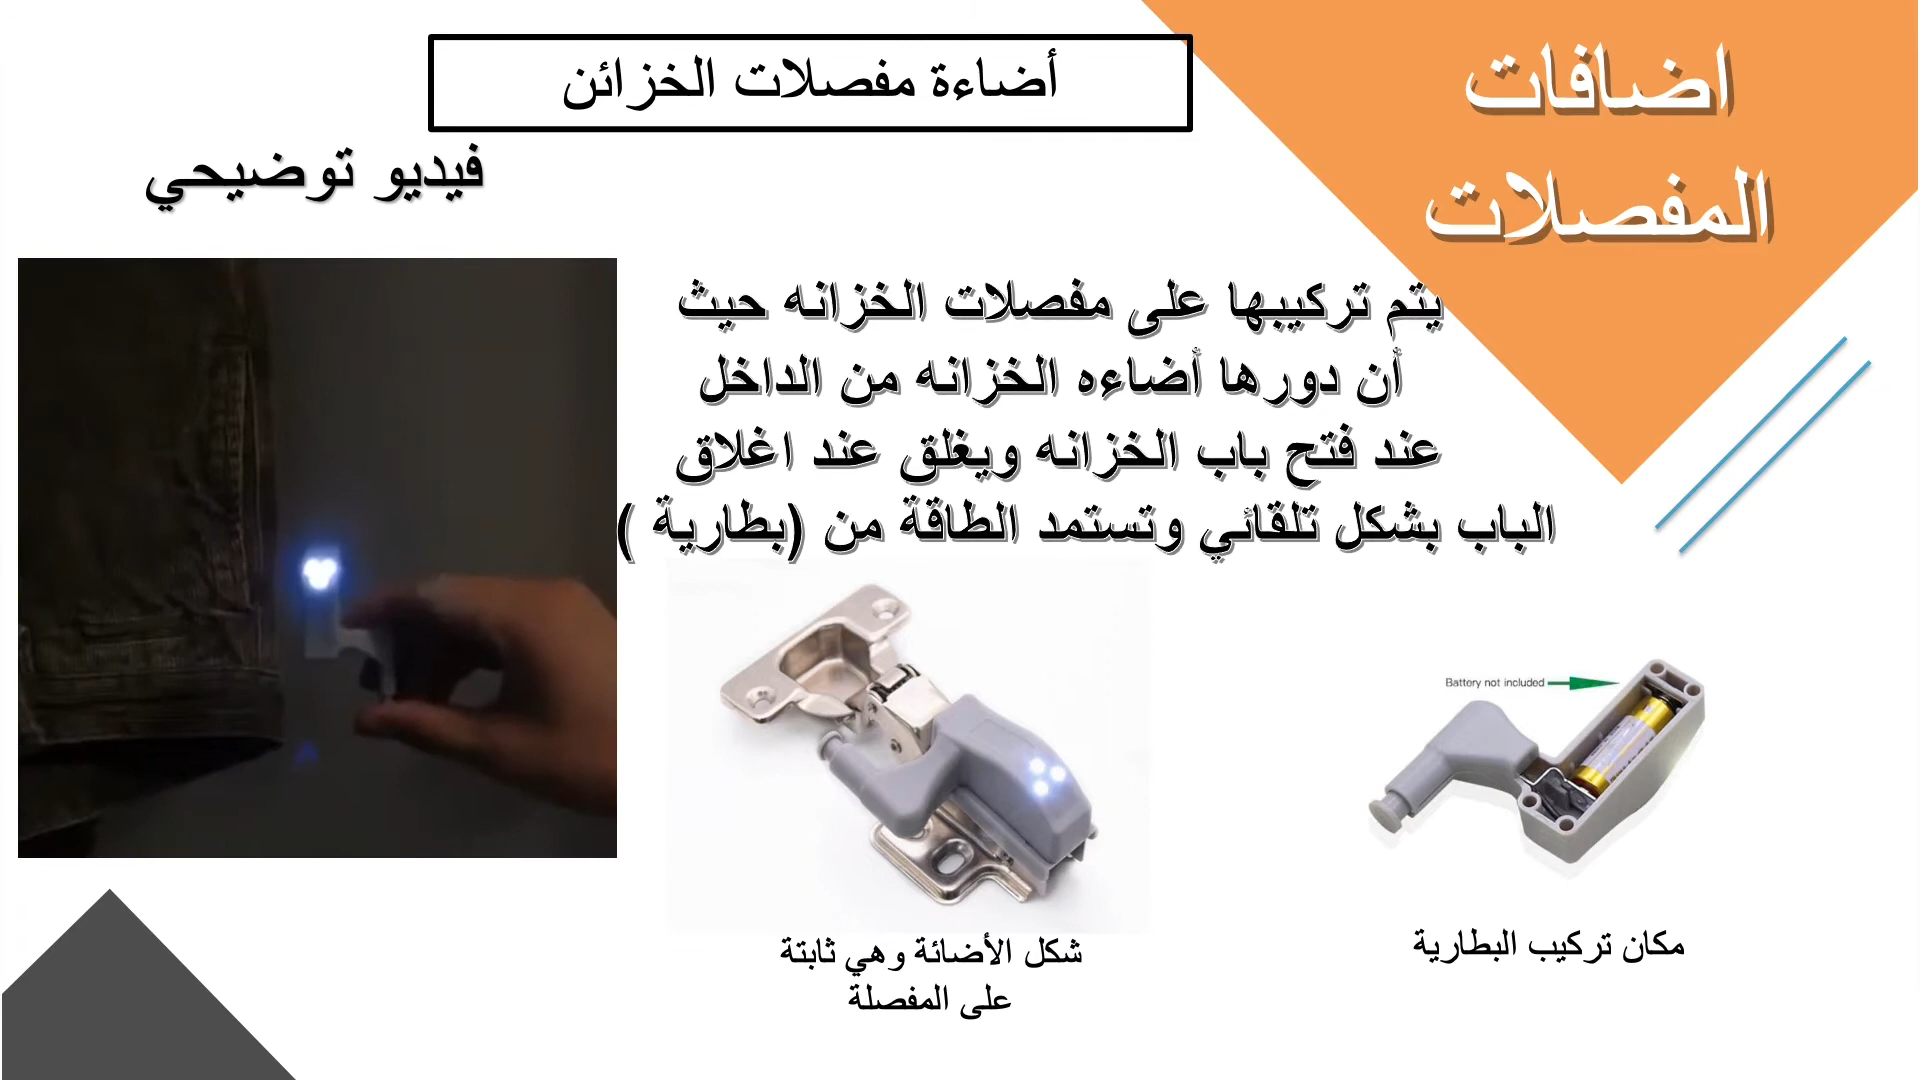 اضافات
المفصلات
أضاءة مفصلات الخزائن
فيديو توضيحي
يتم تركيبها على مفصلات الخزانه حيث
أن دورها أضاءه الخزانه من الداخل
عند فتح باب الخزانه ويغلق عند اغلاق
الباب بشكل تلقائي وتستمد الطاقة من (بطارية )
Battery not included
مكان تركيب البطارية
شكل الأضائة وهي ثابتة
على المفصلة